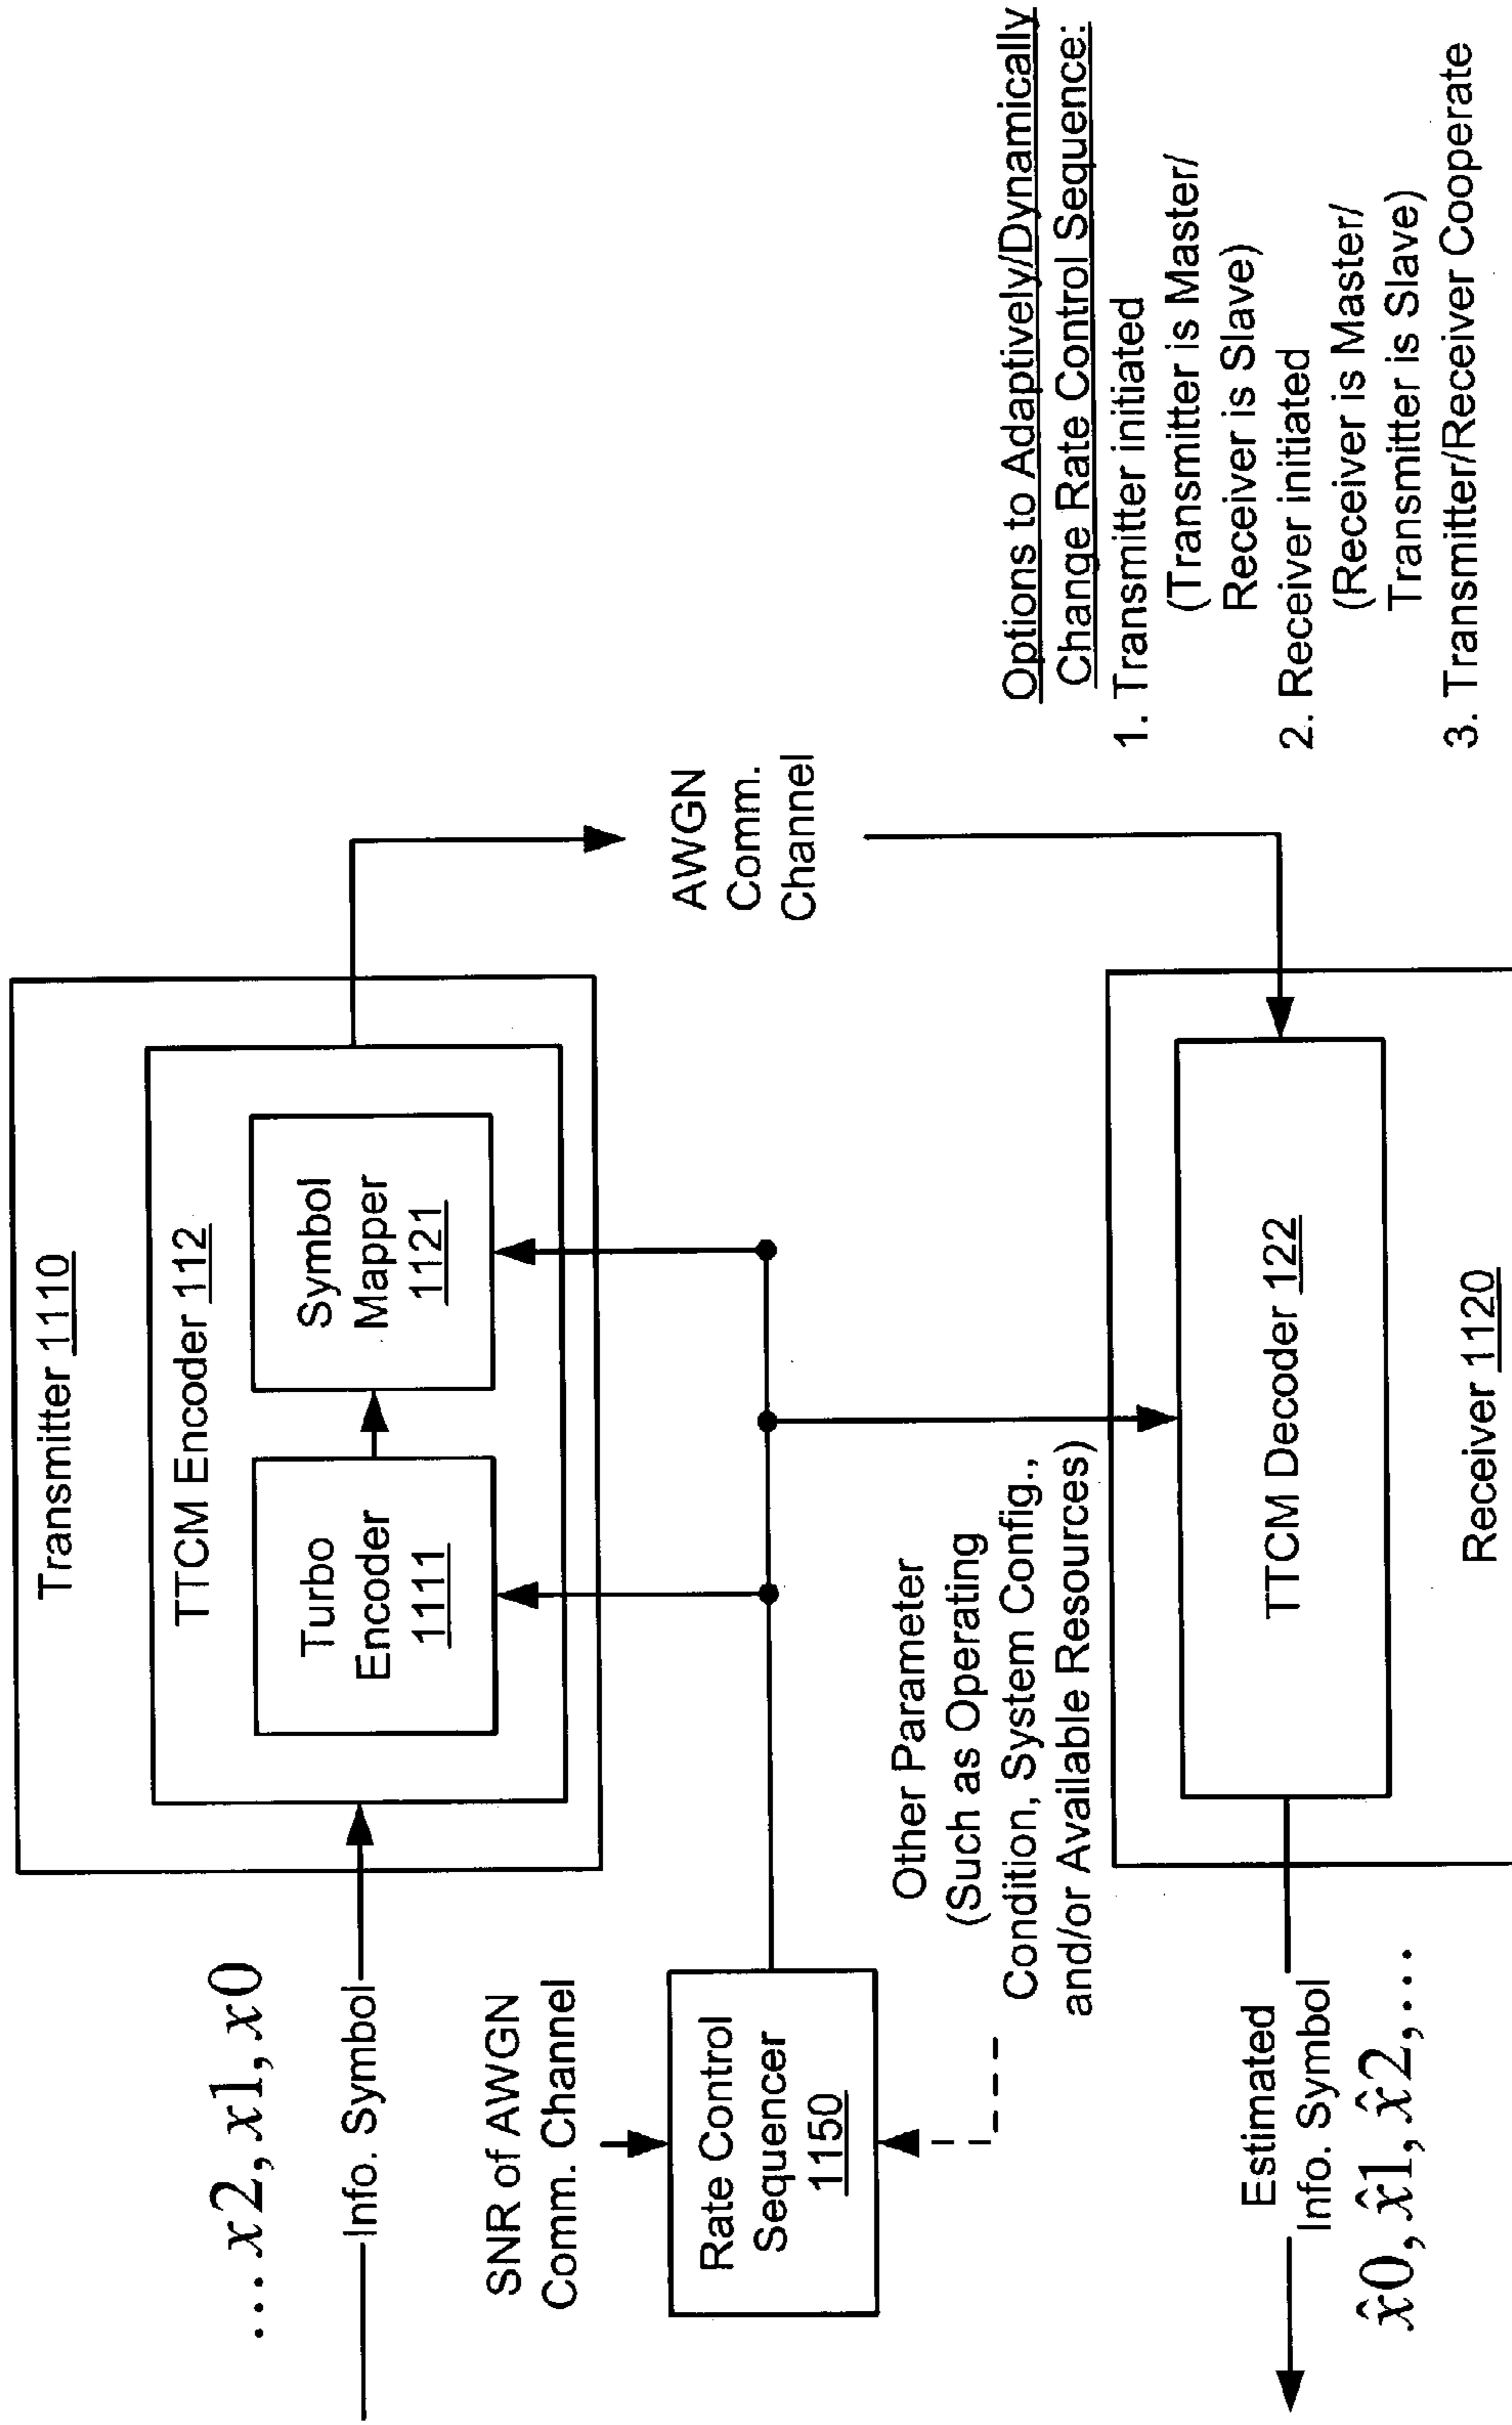 Transmitter 1110
TTCM Encoder 112
Turbo
Encoder
1111
Symbol
Mapper
1121
...x2, x1, x0
Info. Symbol
SNR of AWGN
Comm. Channel
Rate Control
Sequencer
1150
AWGN
Comm.
Channel
Other Parameter
(Such as Operating
Condition, System Config.,
and/or Available Resources)
TTCM Decoder 122
Receiver 1120
Estimated
Info. Symbol
x̂0, x̂1, x̂2,...
Options to Adaptively/Dynamically
Change Rate Control Sequence:
1. Transmitter initiated
(Transmitter is Master/
Receiver is Slave)
2. Receiver initiated
(Receiver is Master/
Transmitter is Slave)
3. Transmitter/Receiver Cooperate